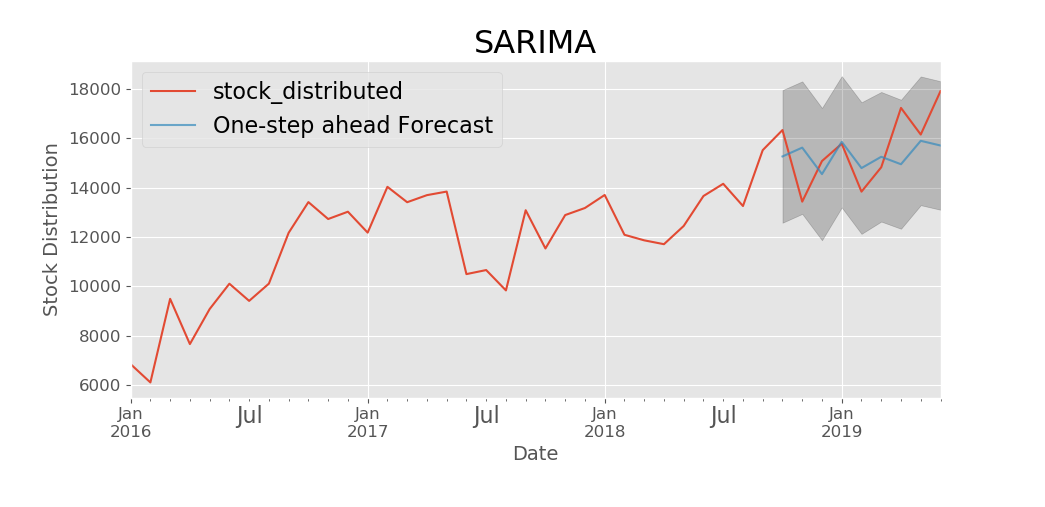 SARIMA
stock_distributed
One-step ahead Forecast
18000
16000
14000
12000
10000
8000
6000
Stock Distribution
Jan
2016
Jul
Jan
2017
Jul
Jan
2018
Jul
Jan
2019
Date